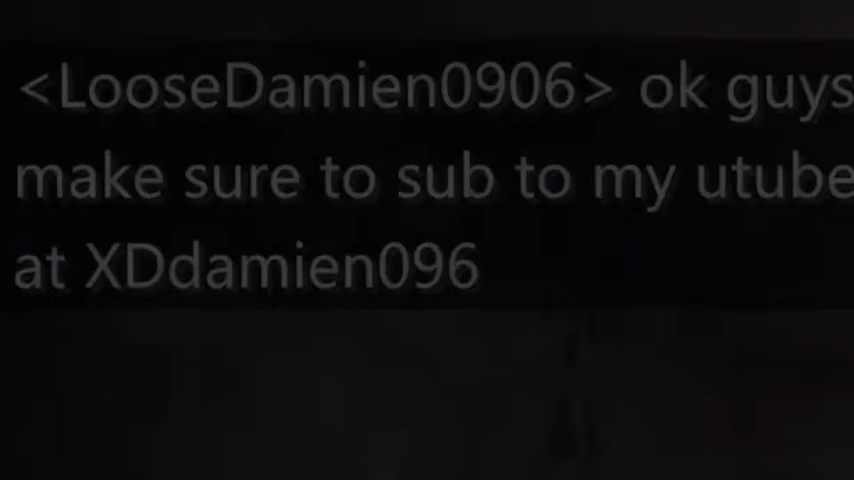 <LooseDamien0906> ok guys
make sure to sub to my utube
at XDdamien096